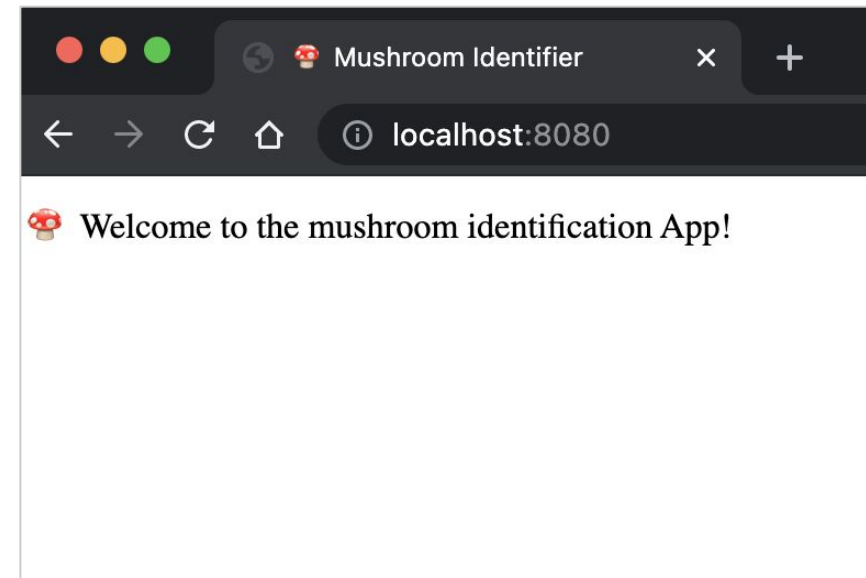 🍄 Mushroom Identifier
localhost:8080
🍄 Welcome to the mushroom identification App!